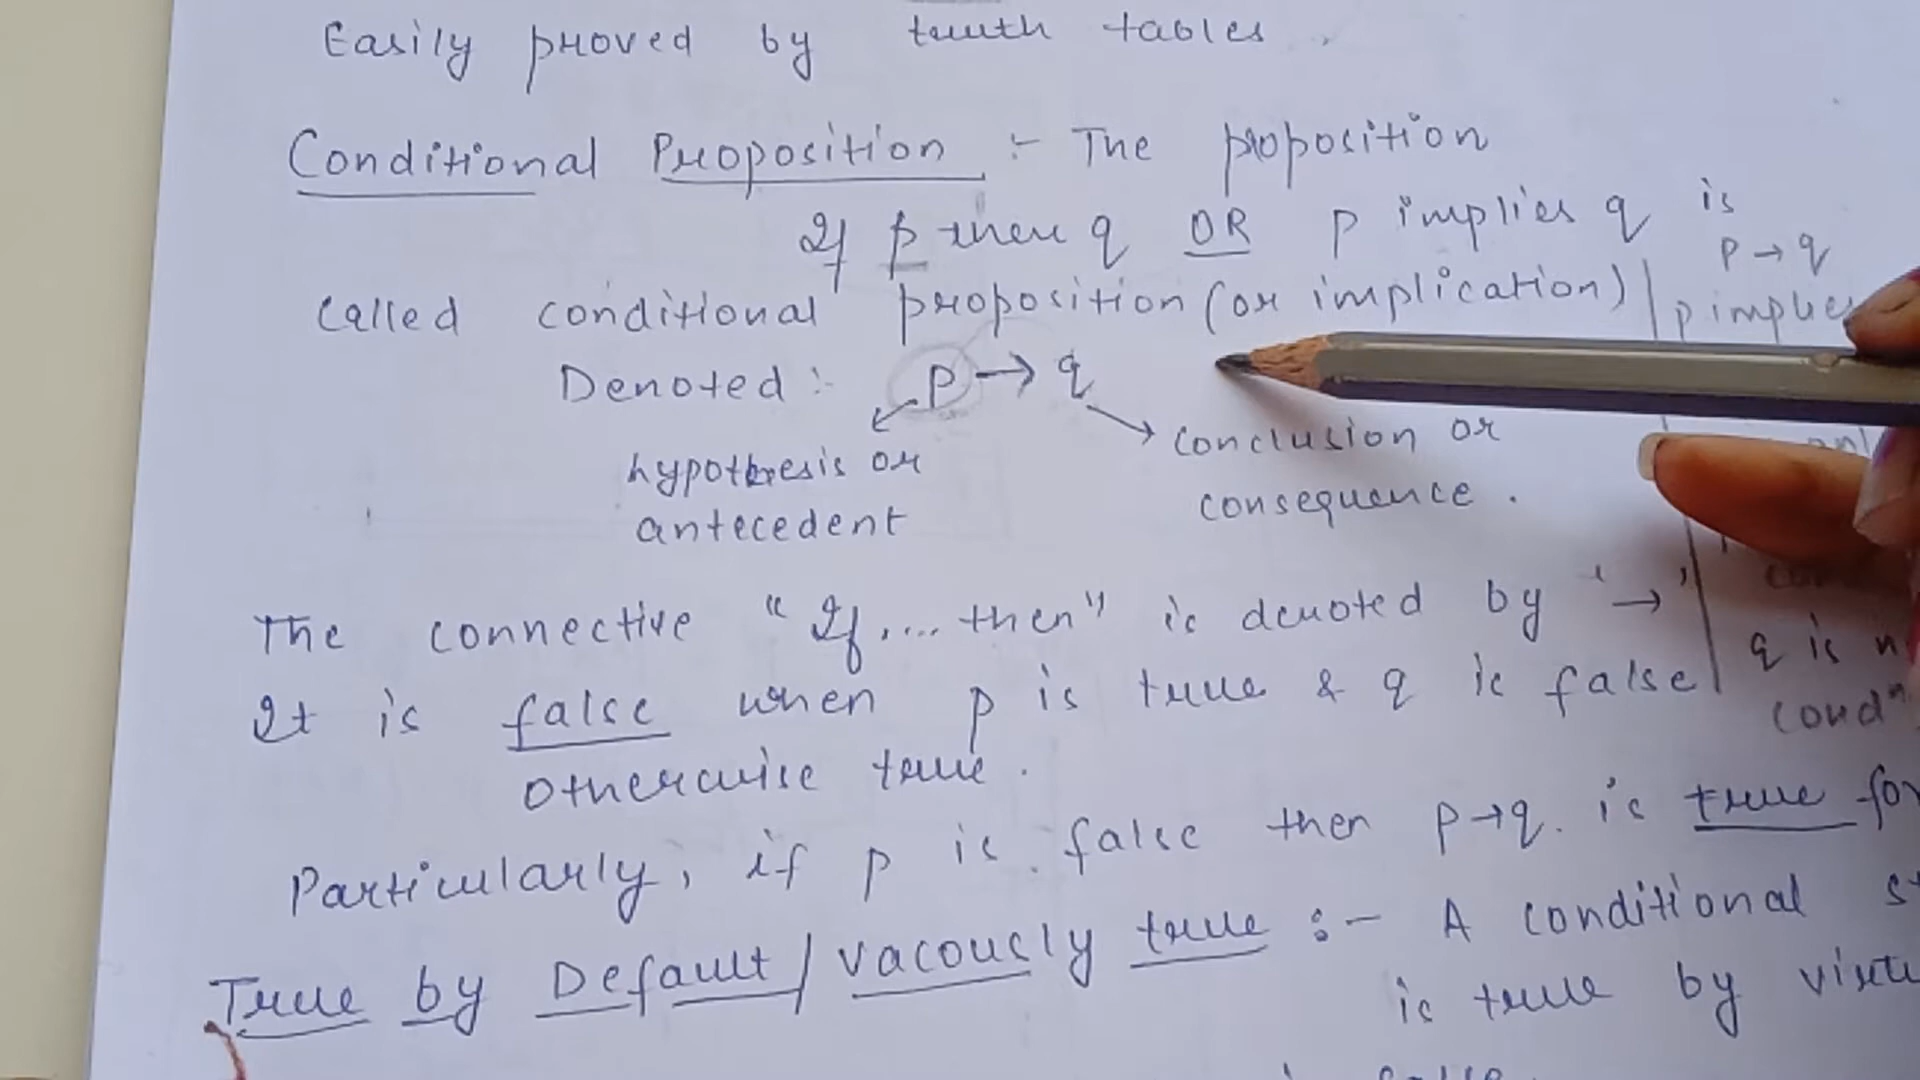 Easily proved by truth tables.
Conditional Proposition :- The proposition
If p then q OR p implies q is
called conditional proposition (or implication)
Denoted :- p → q
hypothesis or
antecedent
conclusion or
consequence.
The connective "If .... then" is denoted by '→'
It is false when p is true & q is false
otherwise true.
Particularly, if p is false then p→q. is true for
True by Default / vacously true :- A conditional
is true by
p → q
p implies
q is
condⁿ